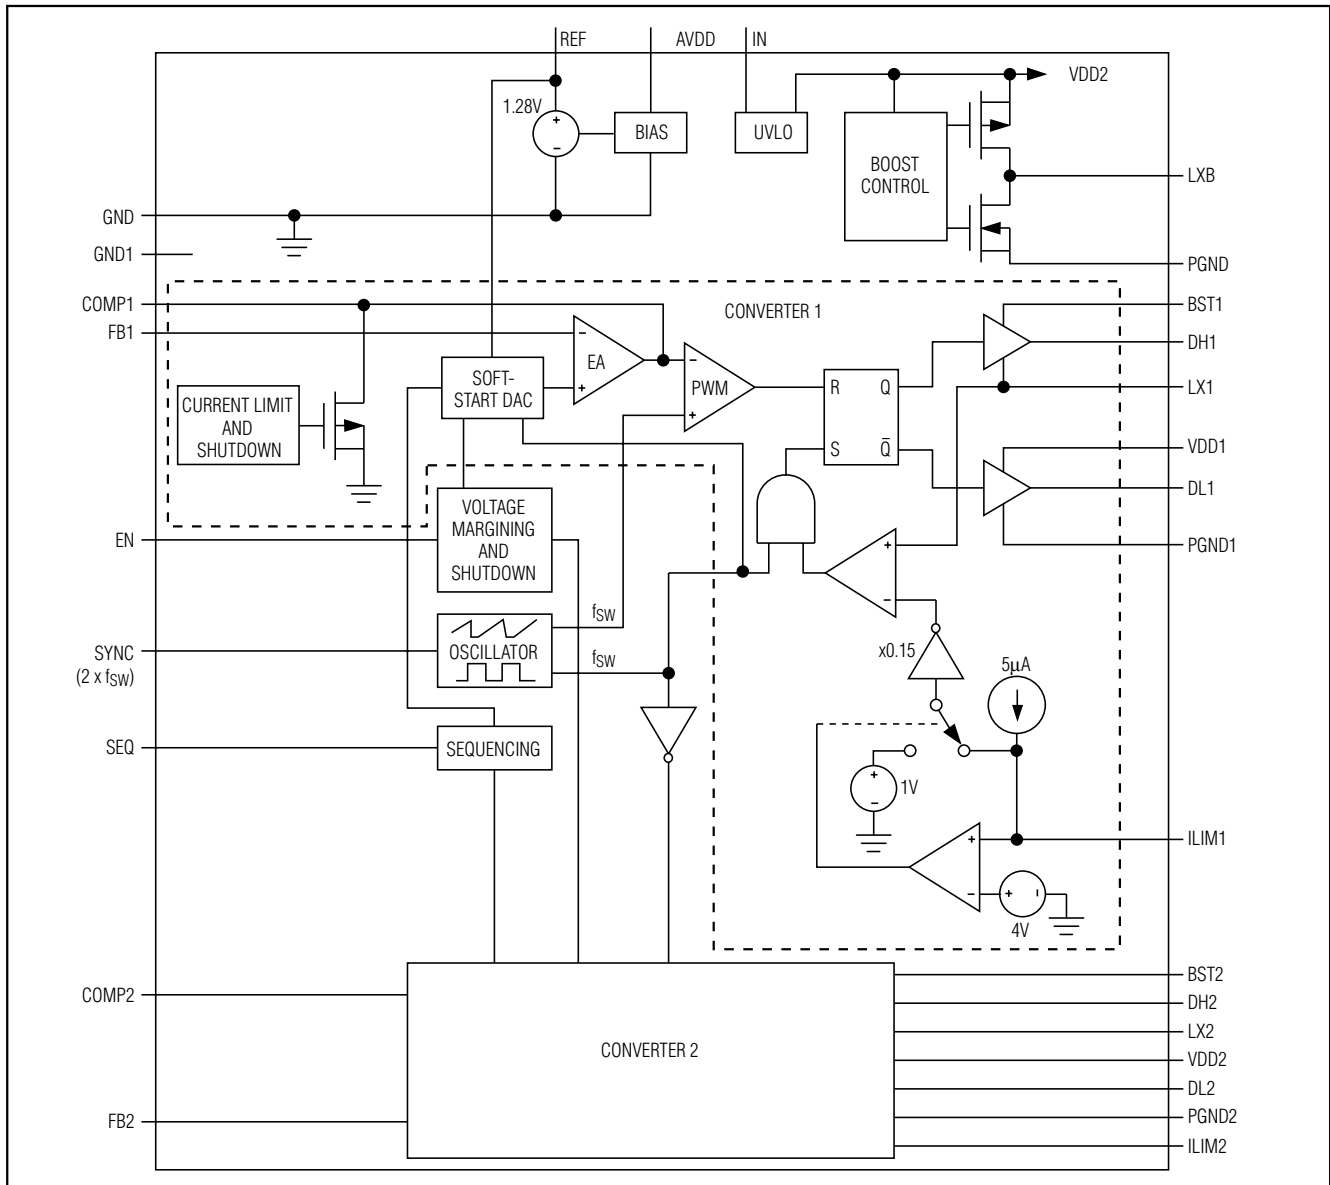 REF
AVDD
IN
VDD2
1.28V
+
−
BIAS
UVLO
BOOST
CONTROL
LXB
GND
GND1
PGND
COMP1
CONVERTER 1
BST1
FB1
−
EA
+
DH1
SOFT-
START DAC
−
PWM
+
R
Q
S
Q̅
LX1
CURRENT LIMIT
AND
SHUTDOWN
VDD1
DL1
VOLTAGE
MARGINING
AND
SHUTDOWN
EN
+
−
PGND1
fSW
OSCILLATOR
fSW
SYNC
(2 x fSW)
x0.15
5µA
SEQ
SEQUENCING
+
−
1V
+
−
ILIM1
+
−
4V
COMP2
CONVERTER 2
FB2
BST2
DH2
LX2
VDD2
DL2
PGND2
ILIM2